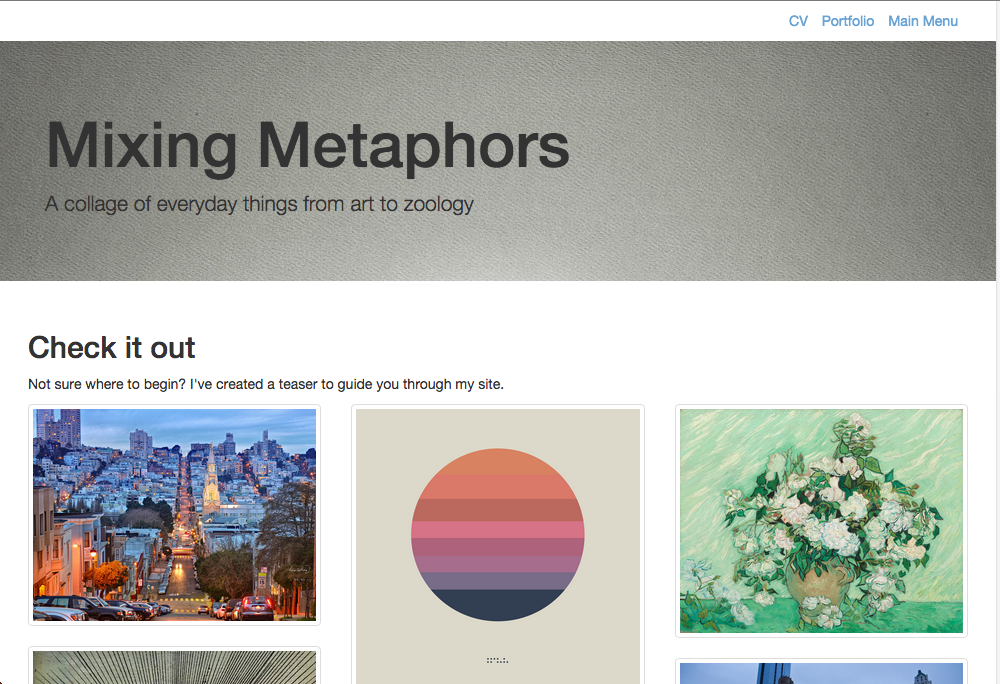 CV Portfolio Main Menu
Mixing Metaphors
A collage of everyday things from art to zoology
Check it out
Not sure where to begin? I've created a teaser to guide you through my site.